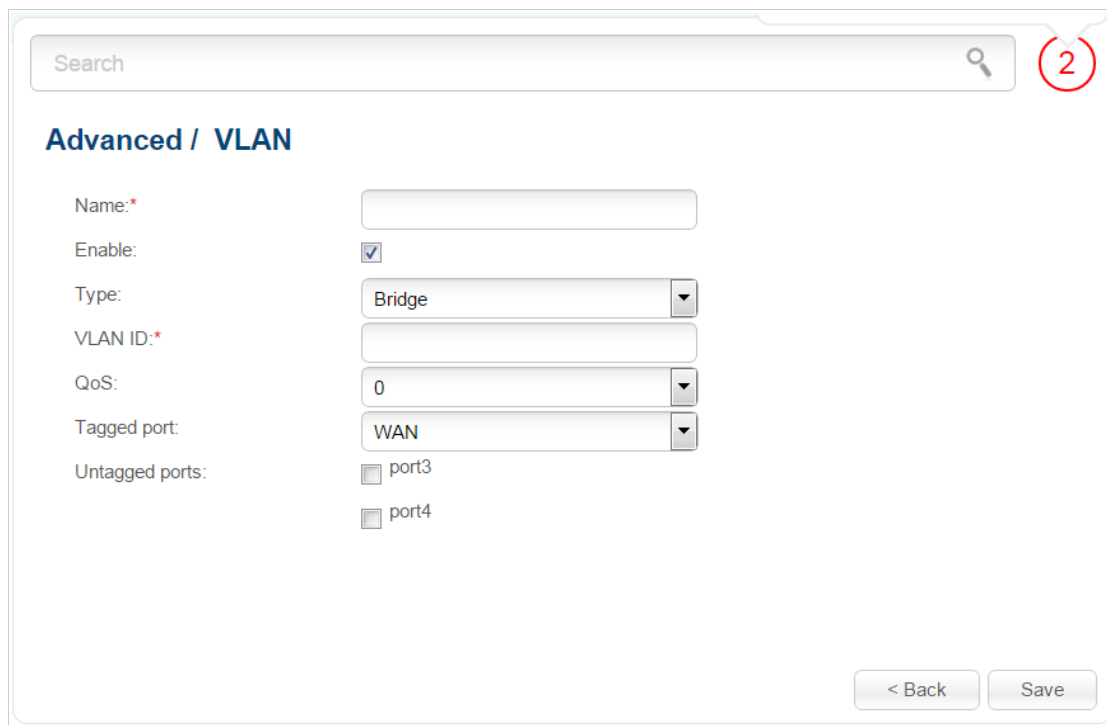 Search
2
Advanced / VLAN
Name:*
Enable:
Type:
Bridge
VLAN ID:*
QoS:
0
Tagged port:
WAN
Untagged ports:
port3
port4
< Back
Save